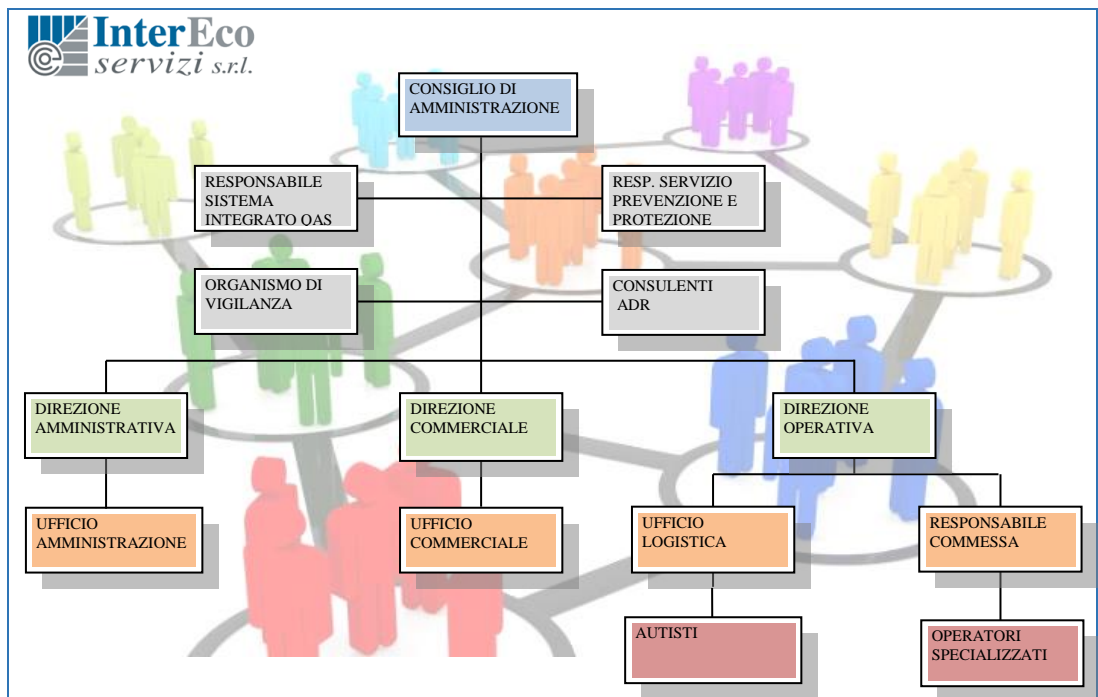 InterEco
servizi s.r.l.
CONSIGLIO DI
AMMINISTRAZIONE
RESPONSABILE
SISTEMA
INTEGRATO QAS
RESP. SERVIZIO
PREVENZIONE E
PROTEZIONE
ORGANISMO DI
VIGILANZA
CONSULENTI
ADR
DIREZIONE
AMMINISTRATIVA
DIREZIONE
COMMERCIALE
DIREZIONE
OPERATIVA
UFFICIO
AMMINISTRAZIONE
UFFICIO
COMMERCIALE
UFFICIO
LOGISTICA
RESPONSABILE
COMMESSA
AUTISTI
OPERATORI
SPECIALIZZATI